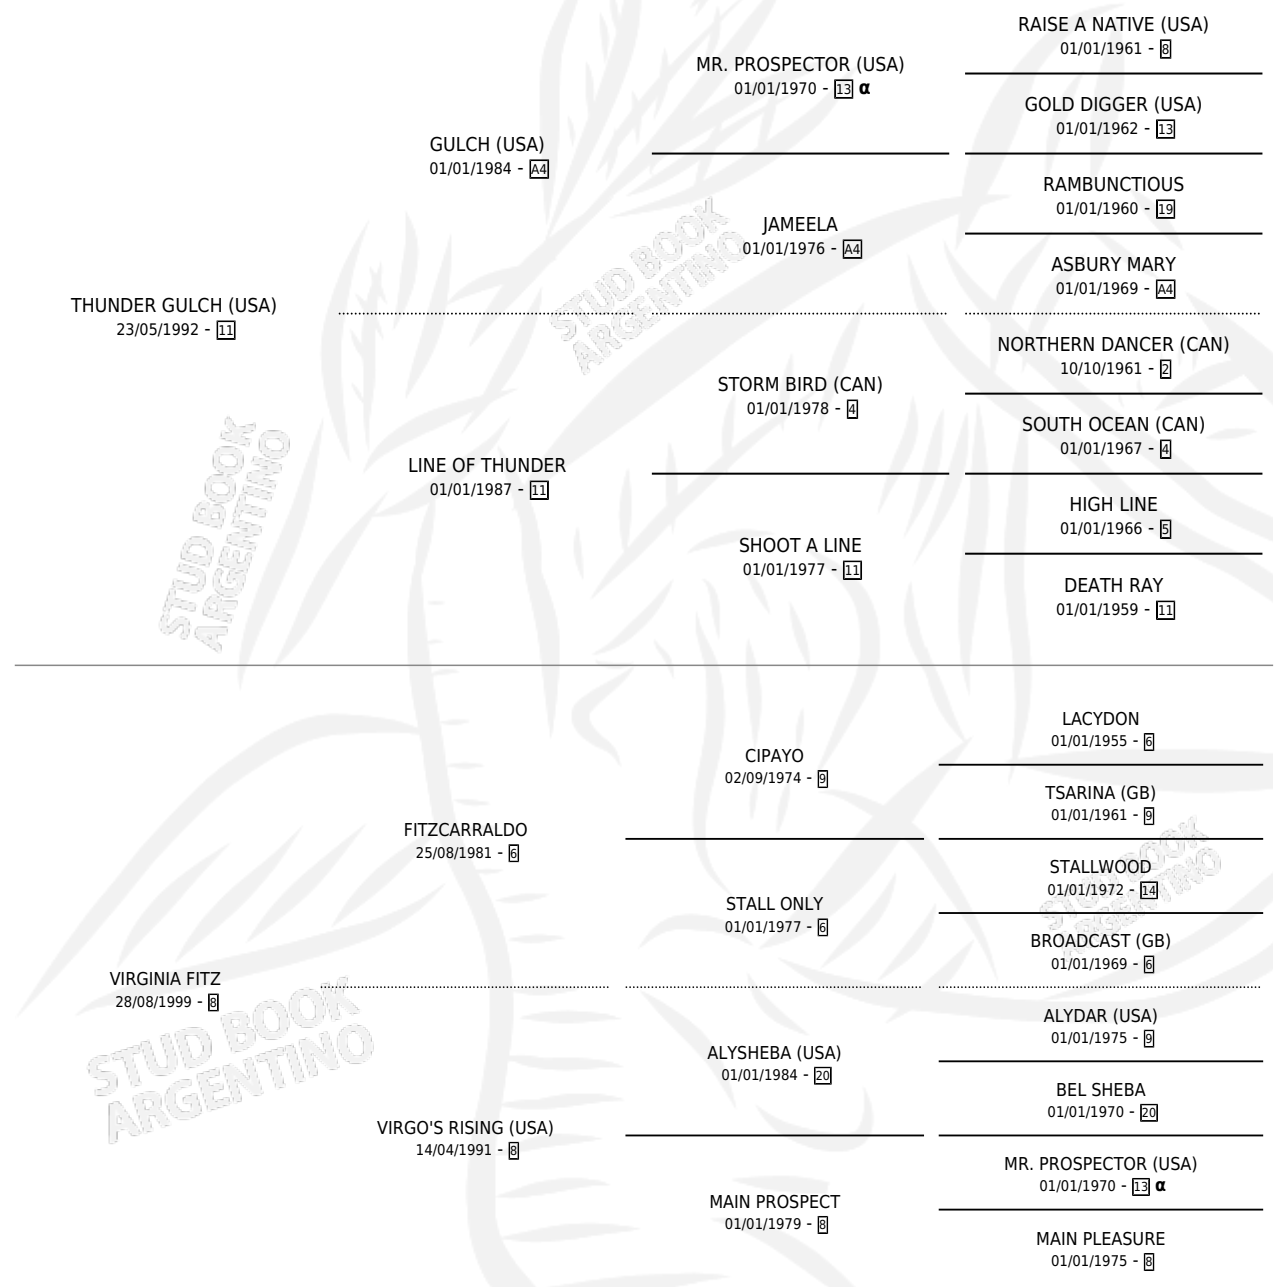 RAISE A NATIVE (USA)
01/01/1961 - 8
MR. PROSPECTOR (USA)
01/01/1970 - 13 α
GOLD DIGGER (USA)
01/01/1962 - 13
GULCH (USA)
01/01/1984 - A4
RAMBUNCTIOUS
01/01/1960 - 19
JAMEELA
01/01/1976 - A4
ASBURY MARY
01/01/1969 - A4
THUNDER GULCH (USA)
23/05/1992 - 11
NORTHERN DANCER (CAN)
10/10/1961 - 2
STORM BIRD (CAN)
01/01/1978 - 4
SOUTH OCEAN (CAN)
01/01/1967 - 4
LINE OF THUNDER
01/01/1987 - 11
HIGH LINE
01/01/1966 - 5
SHOOT A LINE
01/01/1977 - 11
DEATH RAY
01/01/1959 - 11
LACYDON
01/01/1955 - 6
CIPAYO
02/09/1974 - 9
TSARINA (GB)
01/01/1961 - 9
FITZCARRALDO
25/08/1981 - 6
STALLWOOD
01/01/1972 - 14
STALL ONLY
01/01/1977 - 6
BROADCAST (GB)
01/01/1969 - 6
VIRGINIA FITZ
28/08/1999 - 8
ALYDAR (USA)
01/01/1975 - 9
ALYSHEBA (USA)
01/01/1984 - 20
BEL SHEBA
01/01/1970 - 20
VIRGO'S RISING (USA)
14/04/1991 - 8
MR. PROSPECTOR (USA)
01/01/1970 - 13 α
MAIN PROSPECT
01/01/1979 - 8
MAIN PLEASURE
01/01/1975 - 8
STUD BOOK
ARGENTINO
STUD BOOK
ARGENTINO
STUD BOOK
ARGENTINO
STUD BOOK
ARGENTINO